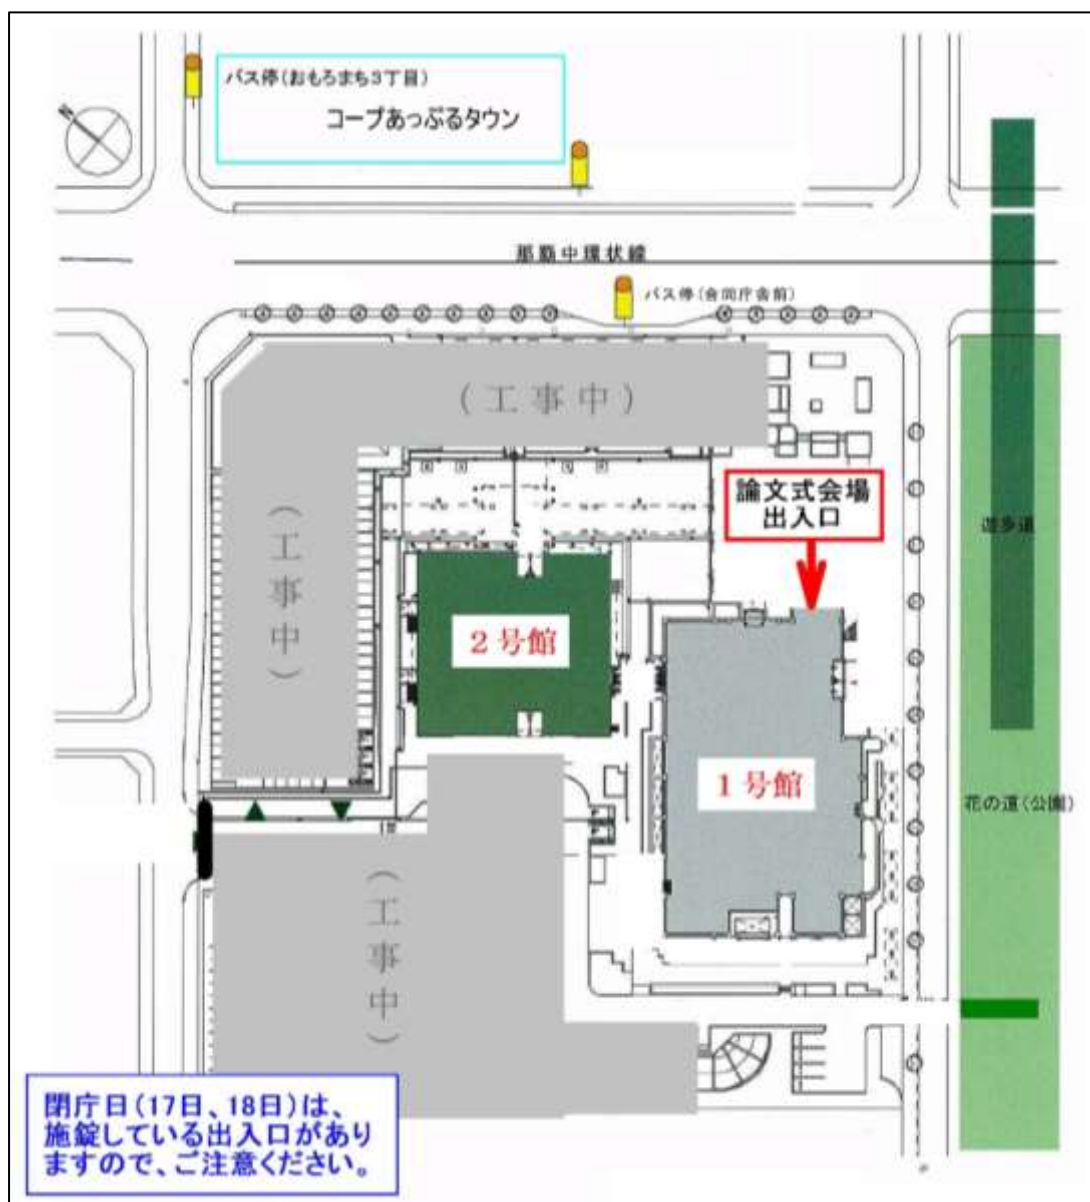 バス停(おもろまち3丁目)
コープあっぷるタウン
N
那覇中環状線
バス停(合同庁舎前)
(工事中)
論文式会場
出入口
(工事中)
遊歩道
2号館
1号館
花の道(公園)
(工事中)
閉庁日(17日、18日)は、
施錠している出入口があり
ますので、ご注意ください。